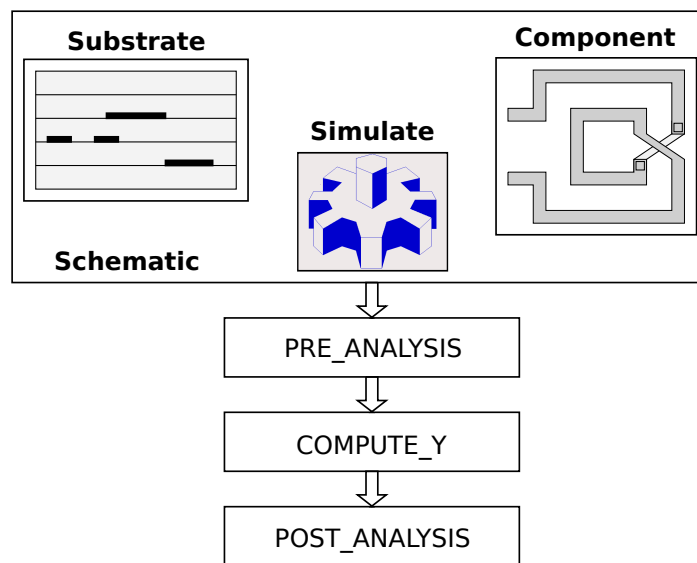 Substrate
Component
Simulate
Schematic
PRE_ANALYSIS
COMPUTE_Y
POST_ANALYSIS